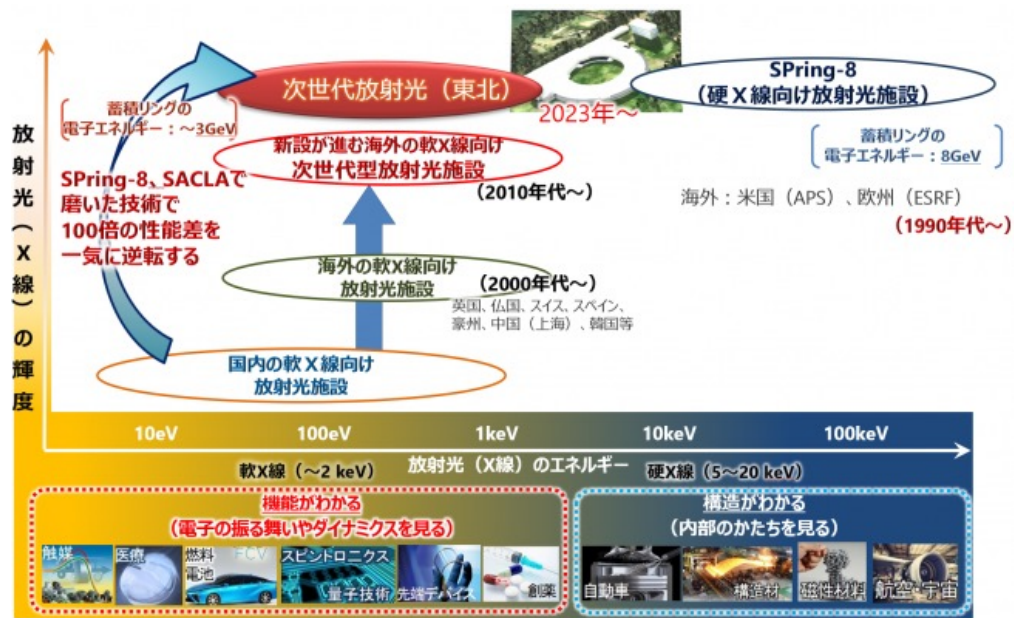 次世代放射光（東北）
2023年～
SPring-8
（硬X線向け放射光施設）
蓄積リングの
電子エネルギー：～3GeV
蓄積リングの
電子エネルギー：8GeV
新設が進む海外の軟X線向け
次世代型放射光施設
（2010年代～）
海外：米国（APS）、欧州（ESRF）
（1990年代～）
SPring-8、SACLAで
磨いた技術で
100倍の性能差を
一気に逆転する
海外の軟X線向け
放射光施設
（2000年代～）
英国、仏国、スイス、スペイン、
豪州、中国（上海）、韓国等
国内の軟X線向け
放射光施設
放射光（X線）の輝度
10eV 100eV 1keV 10keV 100keV
軟X線（～2 keV） 放射光（X線）のエネルギー 硬X線（5～20 keV）
機能がわかる
（電子の振る舞いやダイナミクスを見る）
構造がわかる
（内部のかたちを見る）
触媒
医療
燃料
電池
FCV
スピントロニクス
量子技術
先端デバイス
創薬
自動車
構造材
磁性材料
航空・宇宙